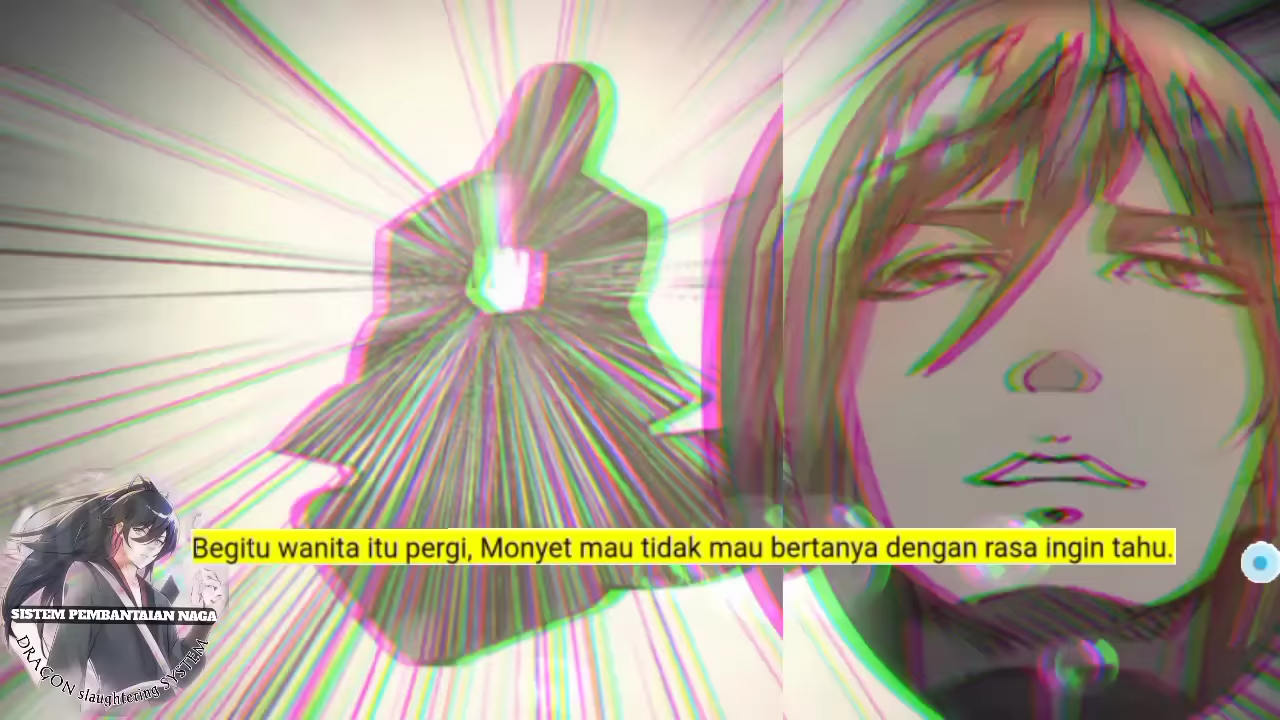 Begitu wanita itu pergi, Monyet mau tidak mau bertanya dengan rasa ingin tahu.
SISTEM PEMBANTAIAN NAGA
DRAGON slaughtering SYSTEM